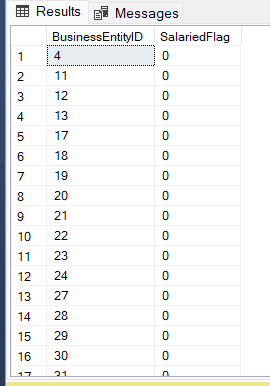 Results Messages
BusinessEntityID SalariedFlag
1 4 0
2 11 0
3 12 0
4 13 0
5 17 0
6 18 0
7 19 0
8 20 0
9 21 0
10 22 0
11 23 0
12 24 0
13 27 0
14 28 0
15 29 0
16 30 0
17 31 0